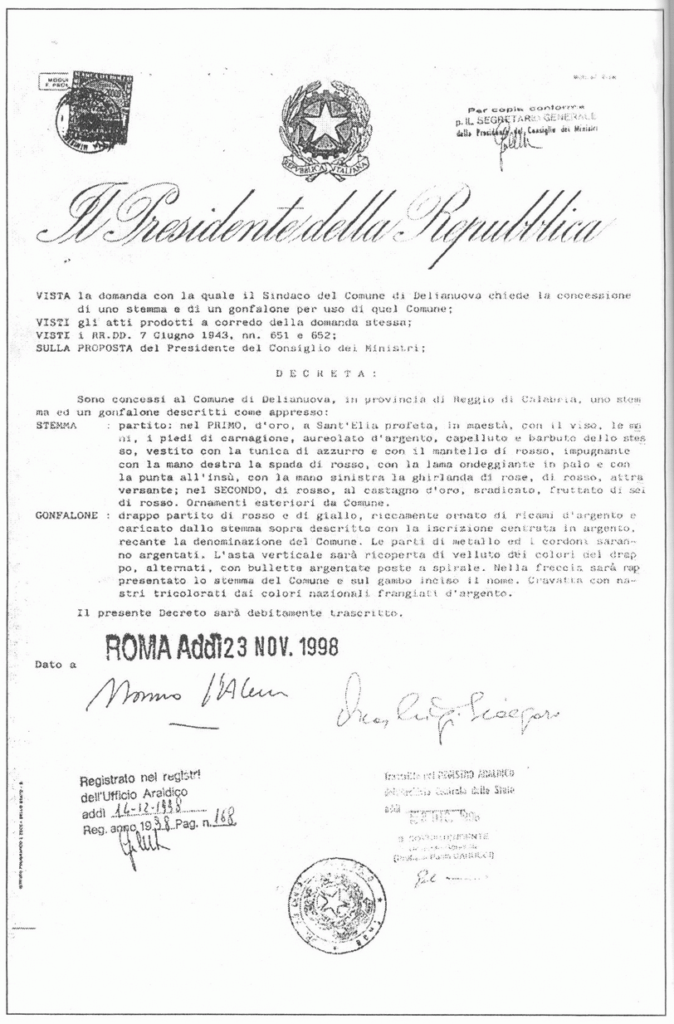 Per copia conforme
p. IL SEGRETARIO GENERALE
della Presidenza del Consiglio dei Ministri
REPVBBLICA ITALIANA
Il Presidente della Repubblica
VISTA la domanda con la quale il Sindaco del Comune di Delianuova chiede la concessione
di uno stemma e di un gonfalone per uso di quel Comune;
VISTI gli atti prodotti a corredo della domanda stessa;
VISTI i RR.DD. 7 Giugno 1943, nn. 651 e 652;
SULLA PROPOSTA del Presidente del Consiglio dei Ministri;
D E C R E T A :
Sono concessi al Comune di Delianuova, in provincia di Reggio di Calabria, uno stem
ma ed un gonfalone descritti come appresso:
STEMMA : partito: nel PRIMO, d'oro, a Sant'Elia profeta, in maestà, con il viso, le ma
ni, i piedi di carnagione, aureolato d'argento, capelluto e barbuto dello stes
so, vestito con la tunica di azzurro e con il mantello di rosso, impugnante
con la mano destra la spada di rosso, con la lama ondeggiante in palo e con
la punta all'insù, con la mano sinistra la ghirlanda di rose, di rosso, attra
versante; nel SECONDO, di rosso, al castagno d'oro, sradicato, fruttato di sei
di rosso. Ornamenti esteriori da Comune.
GONFALONE : drappo partito di rosso e di giallo, riccamente ornato di ricami d'argento e
caricato dallo stemma sopra descritto con la iscrizione centrata in argento,
recante la denominazione del Comune. Le parti di metallo ed i cordoni saran
no argentati. L'asta verticale sarà ricoperta di velluto dei colori del drap
po, alternati, con bullette argentate poste a spirale. Nella freccia sarà rap
presentato lo stemma del Comune e sul gambo inciso il nome. Cravatta con na
stri tricolorati dai colori nazionali frangiati d'argento.
Il presente Decreto sarà debitamente trascritto.
Dato a ROMA Addì 23 NOV. 1998
Registrato nei registri
dell'Ufficio Araldico
addì 14-12-1998
Reg. anno 1998 Pag. n. 168
Trascritto nel REGISTRO ARALDICO
dell'Archivio Centrale dello Stato
addì
IL SOVRINTENDENTE